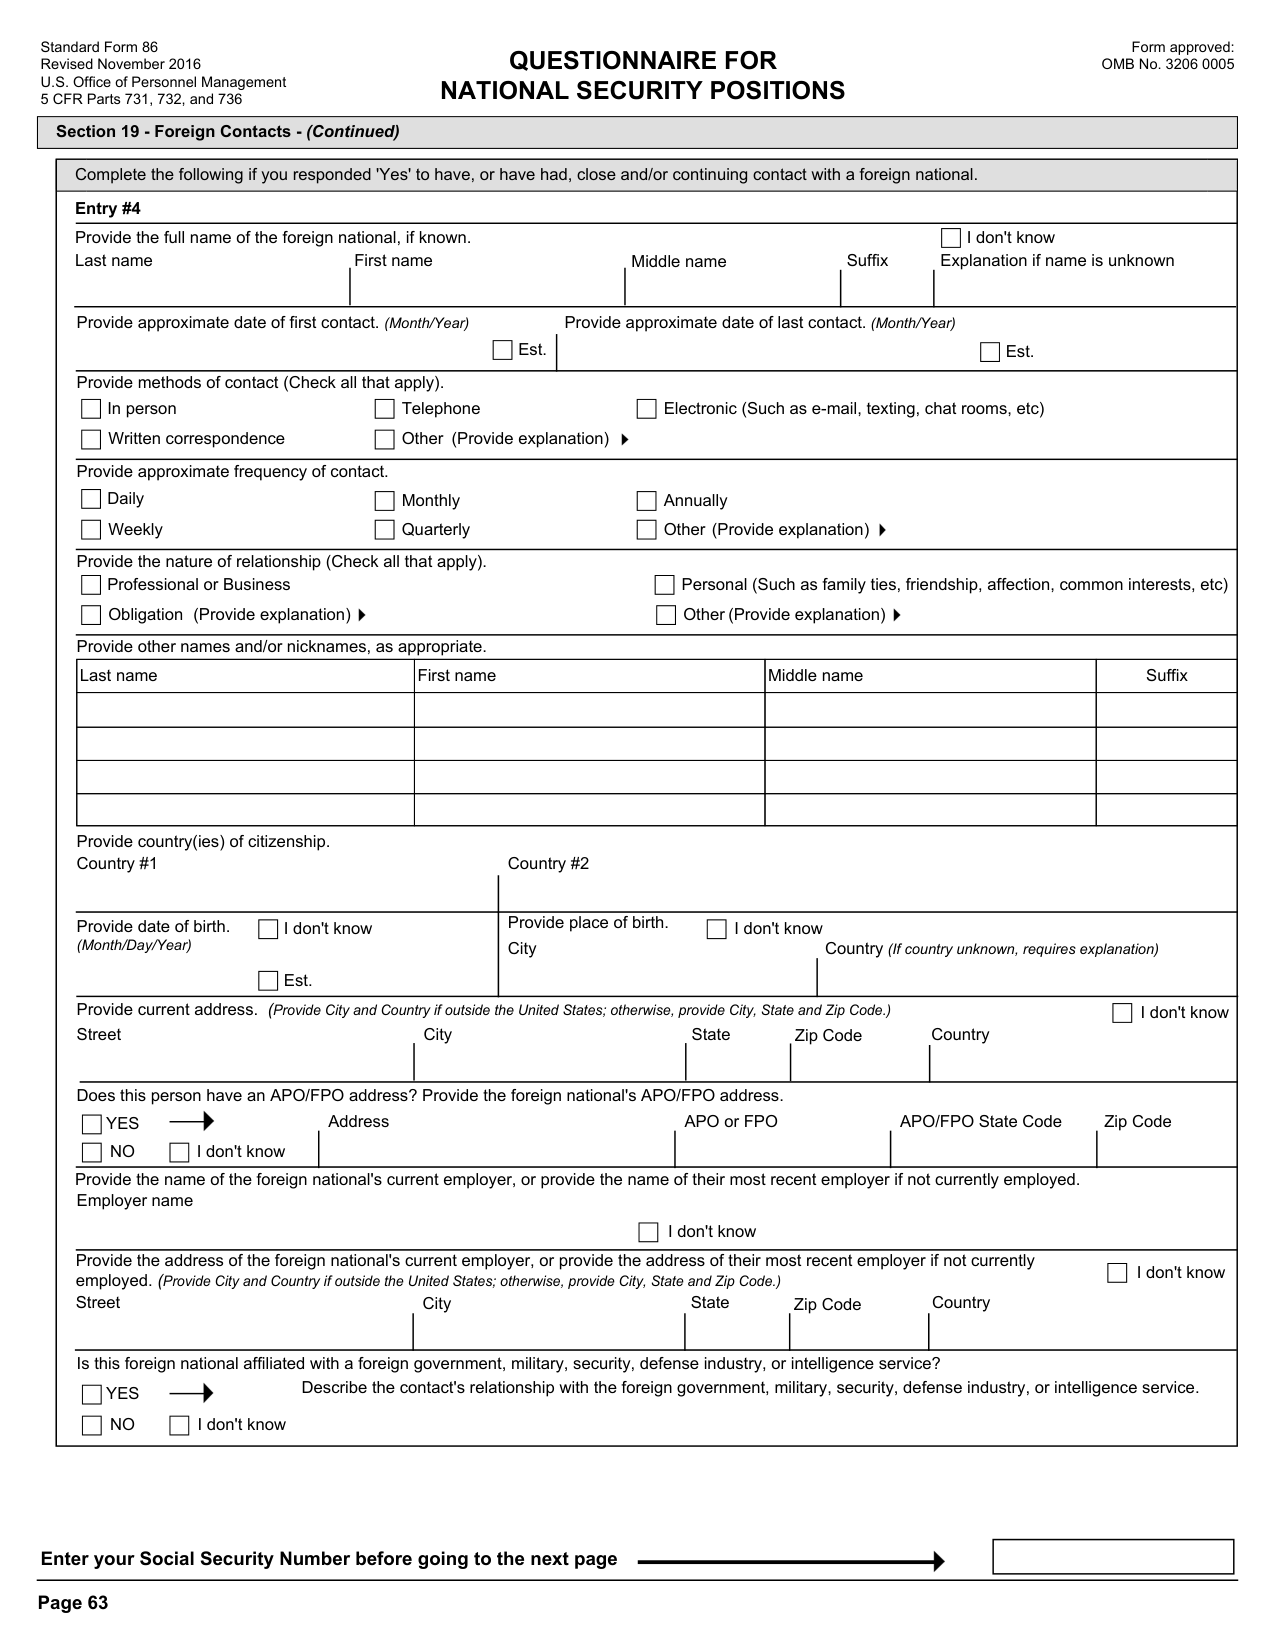 Standard Form 86
Revised November 2016
U.S. Office of Personnel Management
5 CFR Parts 731, 732, and 736
QUESTIONNAIRE FOR
NATIONAL SECURITY POSITIONS
Form approved:
OMB No. 3206 0005
Section 19 - Foreign Contacts - (Continued)
Complete the following if you responded 'Yes' to have, or have had, close and/or continuing contact with a foreign national.
Entry #4
Provide the full name of the foreign national, if known. I don't know
Last name First name Middle name Suffix Explanation if name is unknown
Provide approximate date of first contact. (Month/Year) Provide approximate date of last contact. (Month/Year)
Est. Est.
Provide methods of contact (Check all that apply).
In person Telephone Electronic (Such as e-mail, texting, chat rooms, etc)
Written correspondence Other (Provide explanation)
Provide approximate frequency of contact.
Daily Monthly Annually
Weekly Quarterly Other (Provide explanation)
Provide the nature of relationship (Check all that apply).
Professional or Business Personal (Such as family ties, friendship, affection, common interests, etc)
Obligation (Provide explanation) Other (Provide explanation)
Provide other names and/or nicknames, as appropriate.
Last name First name Middle name Suffix
Provide country(ies) of citizenship.
Country #1 Country #2
Provide date of birth. I don't know Provide place of birth. I don't know
(Month/Day/Year) City Country (If country unknown, requires explanation)
Est.
Provide current address. (Provide City and Country if outside the United States; otherwise, provide City, State and Zip Code.) I don't know
Street City State Zip Code Country
Does this person have an APO/FPO address? Provide the foreign national's APO/FPO address.
YES Address APO or FPO APO/FPO State Code Zip Code
NO I don't know
Provide the name of the foreign national's current employer, or provide the name of their most recent employer if not currently employed.
Employer name
I don't know
Provide the address of the foreign national's current employer, or provide the address of their most recent employer if not currently
employed. (Provide City and Country if outside the United States; otherwise, provide City, State and Zip Code.) I don't know
Street City State Zip Code Country
Is this foreign national affiliated with a foreign government, military, security, defense industry, or intelligence service?
YES Describe the contact's relationship with the foreign government, military, security, defense industry, or intelligence service.
NO I don't know
Enter your Social Security Number before going to the next page
Page 63